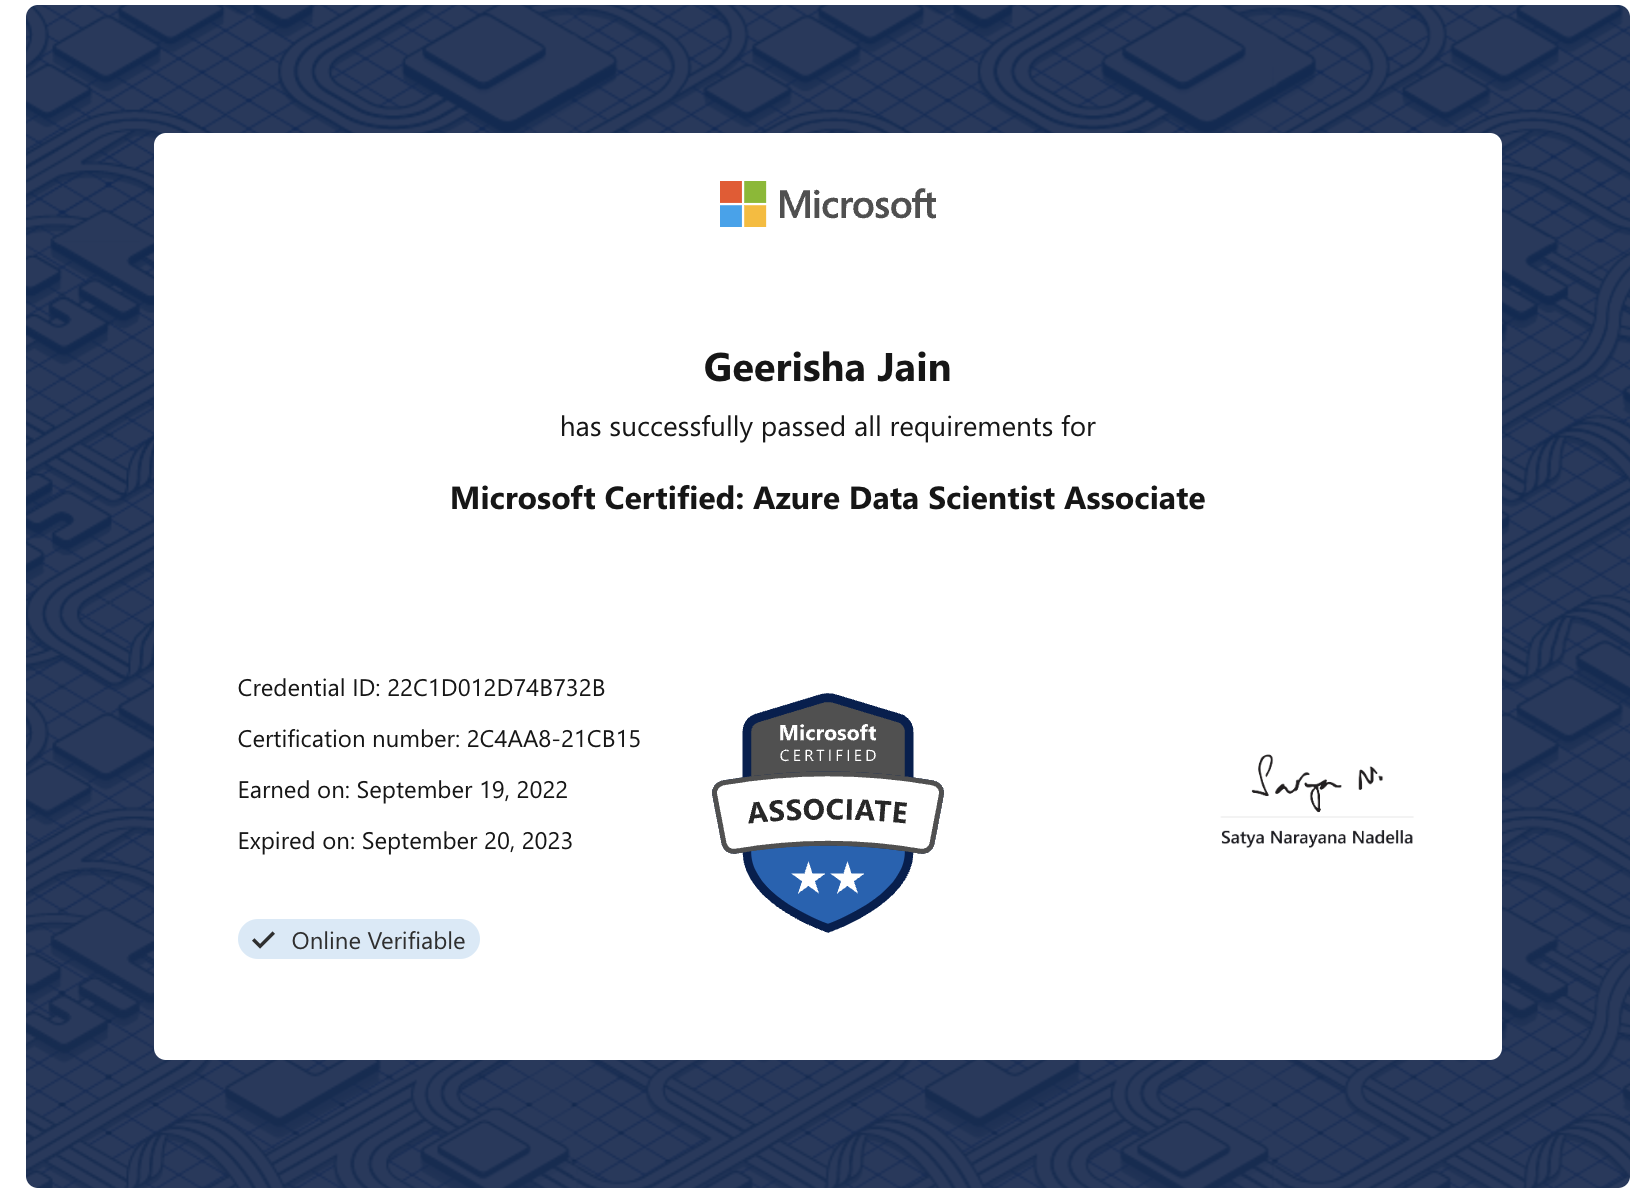 Microsoft
Geerisha Jain
has successfully passed all requirements for
Microsoft Certified: Azure Data Scientist Associate
Credential ID: 22C1D012D74B732B
Certification number: 2C4AA8-21CB15
Earned on: September 19, 2022
Expired on: September 20, 2023
Online Verifiable
Microsoft
CERTIFIED
ASSOCIATE
Satya N.
Satya Narayana Nadella